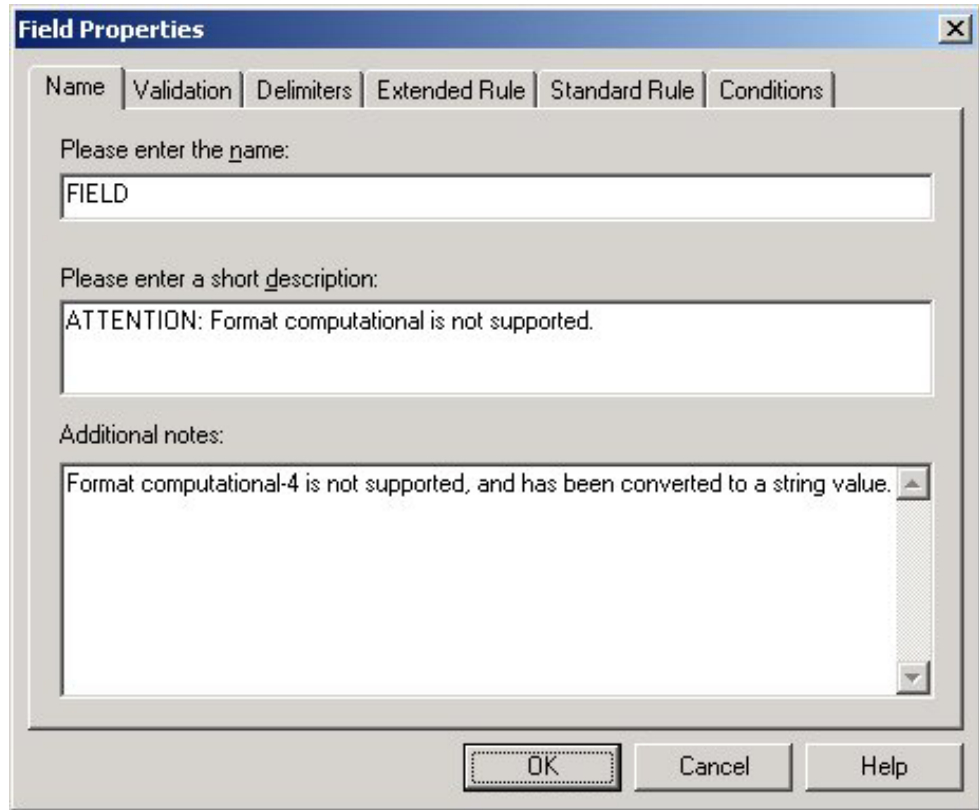 Field Properties
Name Validation Delimiters Extended Rule Standard Rule Conditions
Please enter the name:
FIELD
Please enter a short description:
ATTENTION: Format computational is not supported.
Additional notes:
Format computational-4 is not supported, and has been converted to a string value.
OK Cancel Help